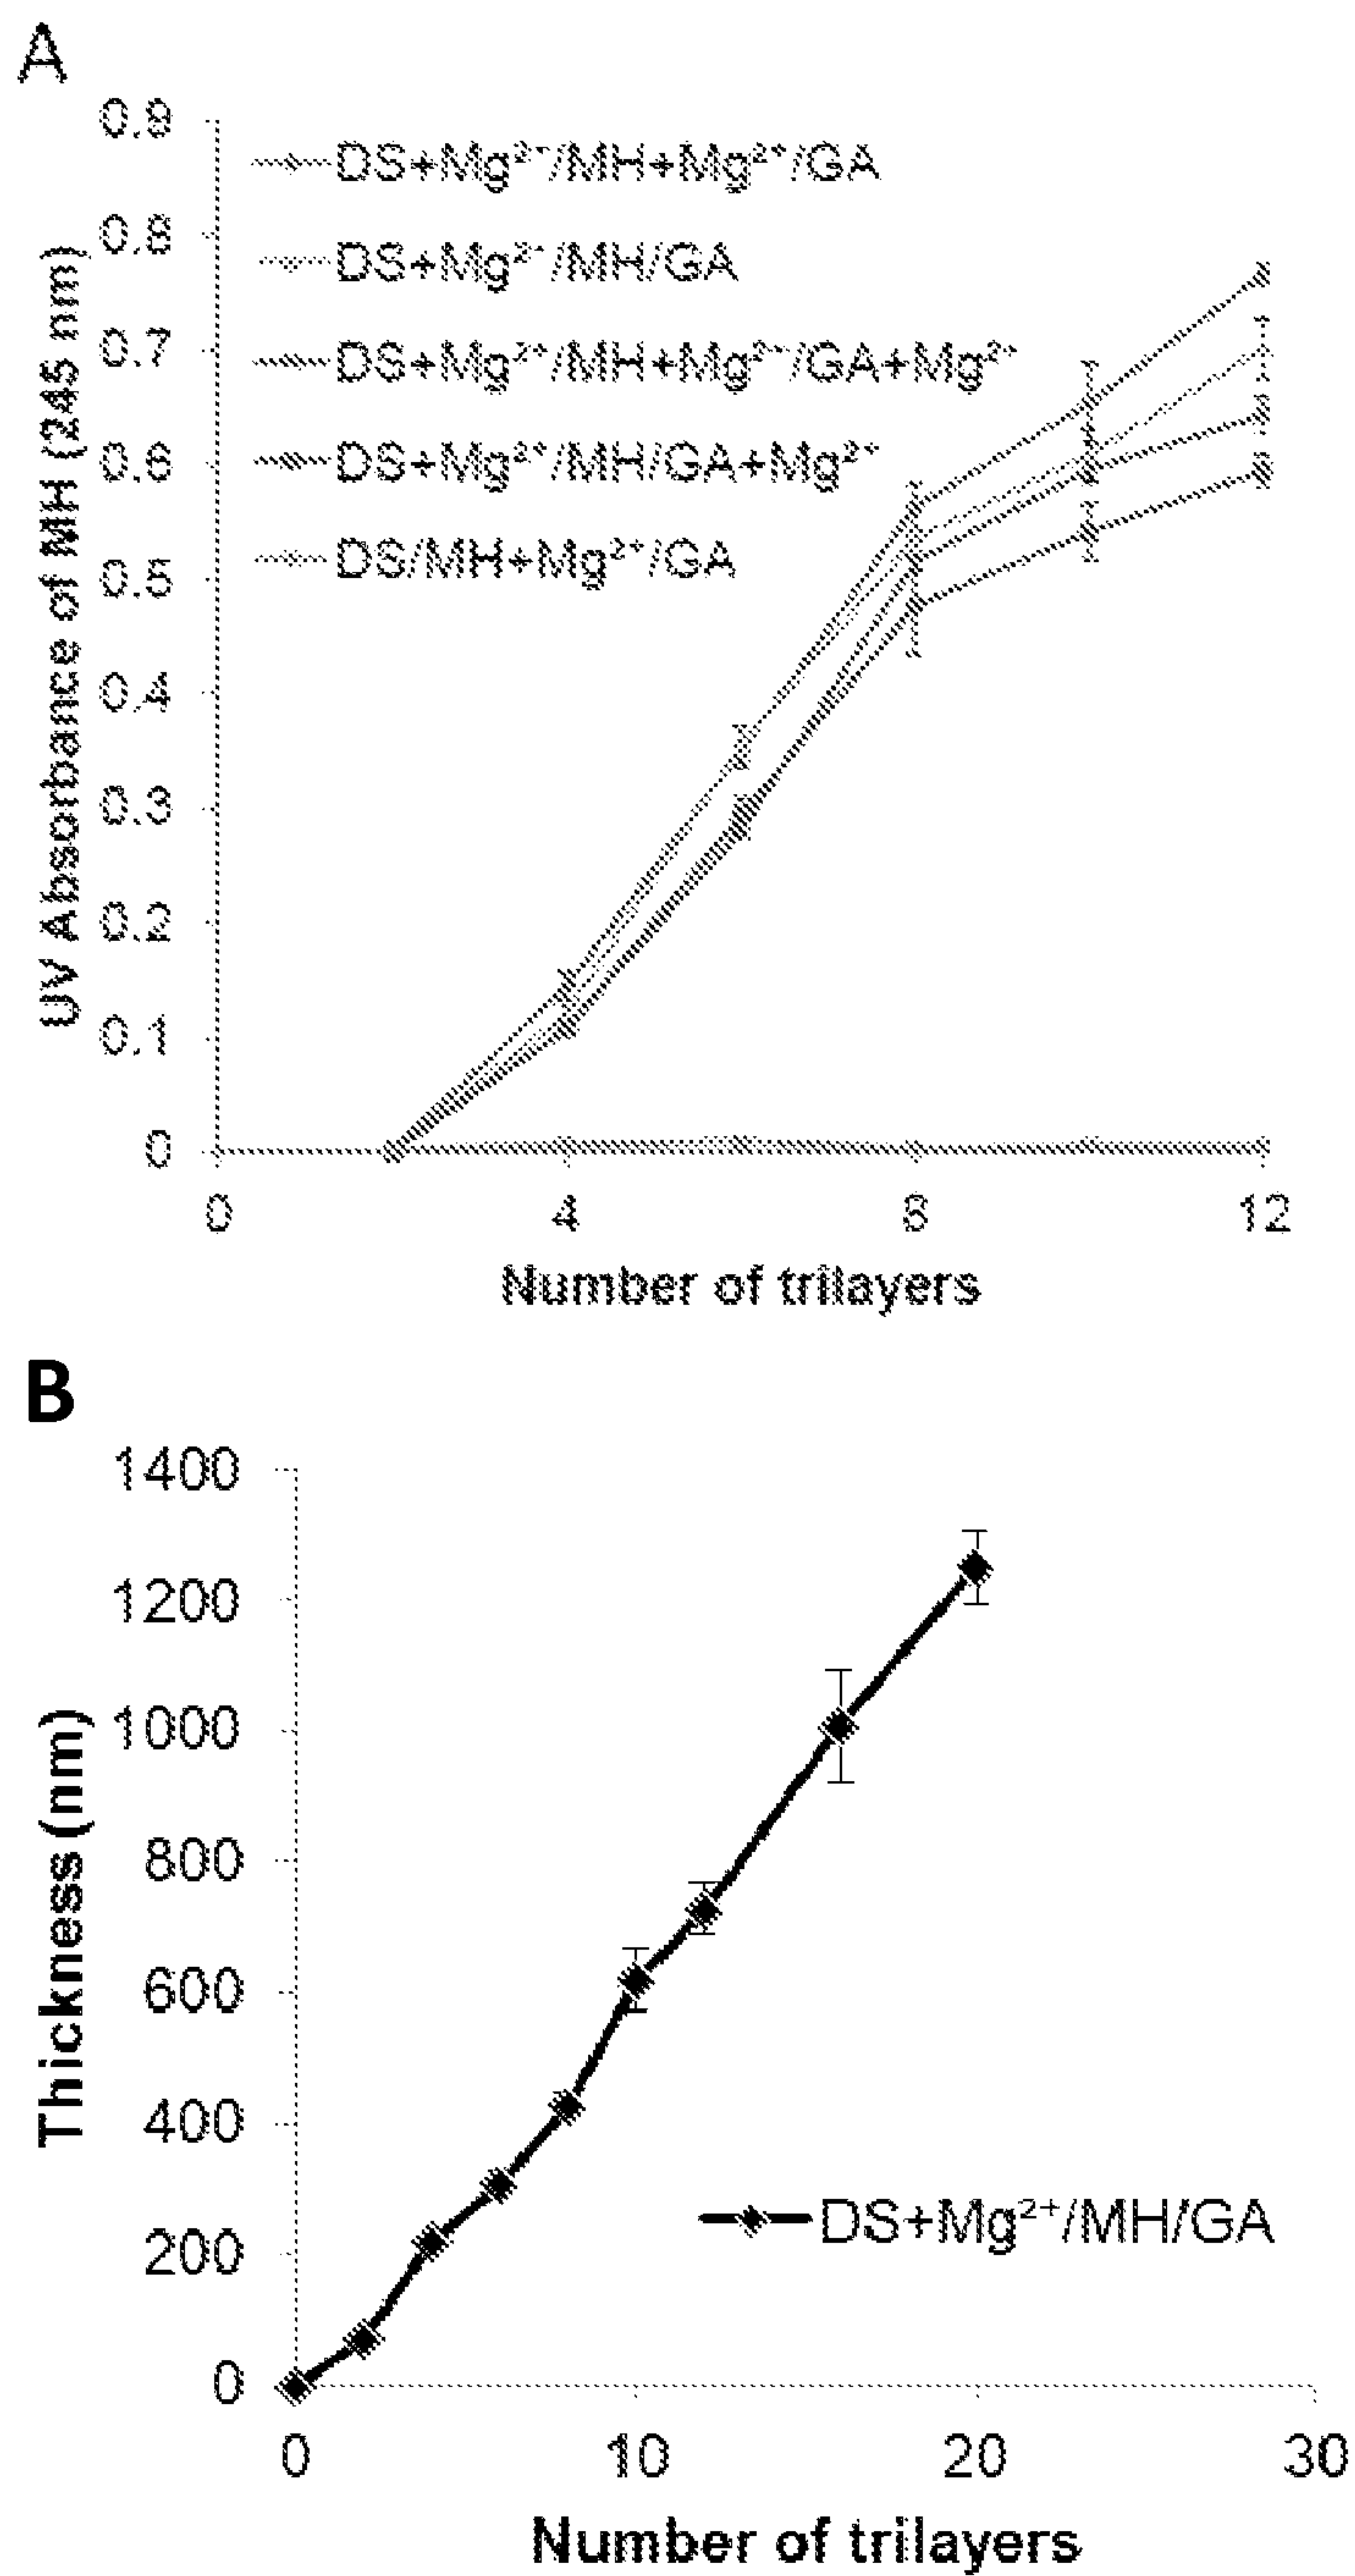 A
0.9
0.8
0.7
0.6
0.5
0.4
0.3
0.2
0.1
0
UV Absorbance of MH (245 nm)
DS+Mg²⁺/MH+Mg²⁺/GA
DS+Mg²⁺/MH/GA
DS+Mg²⁺/MH+Mg²⁺/GA+Mg²⁺
DS+Mg²⁺/MH/GA+Mg²⁺
DS/MH+Mg²⁺/GA
0 4 8 12
Number of trilayers
B
1400
1200
1000
800
600
400
200
0
Thickness (nm)
DS+Mg²⁺/MH/GA
0 10 20 30
Number of trilayers